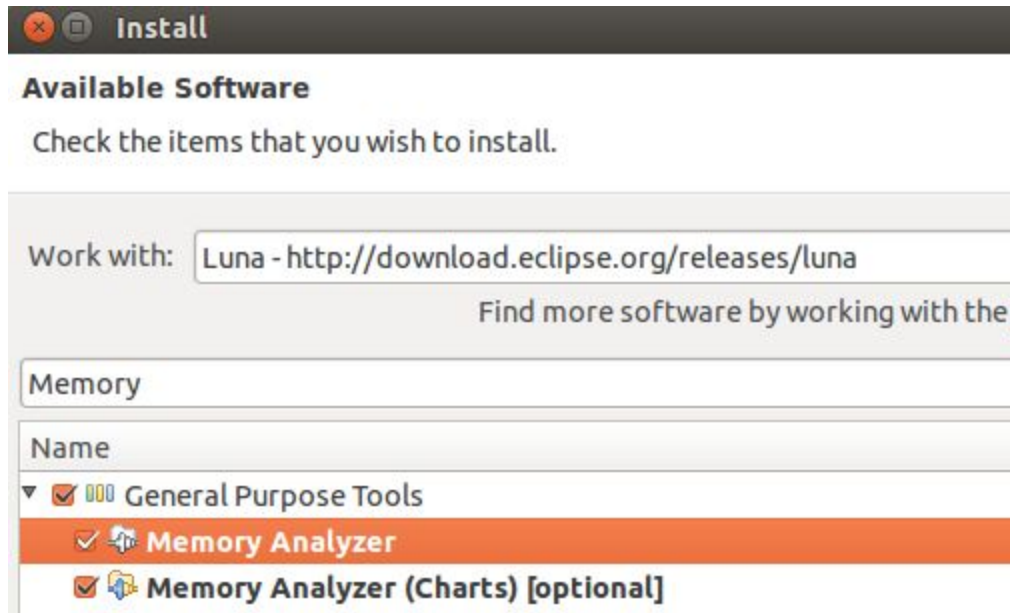 Install
Available Software
Check the items that you wish to install.
Work with: Luna - http://download.eclipse.org/releases/luna
Find more software by working with the
Memory
Name
General Purpose Tools
Memory Analyzer
Memory Analyzer (Charts) [optional]